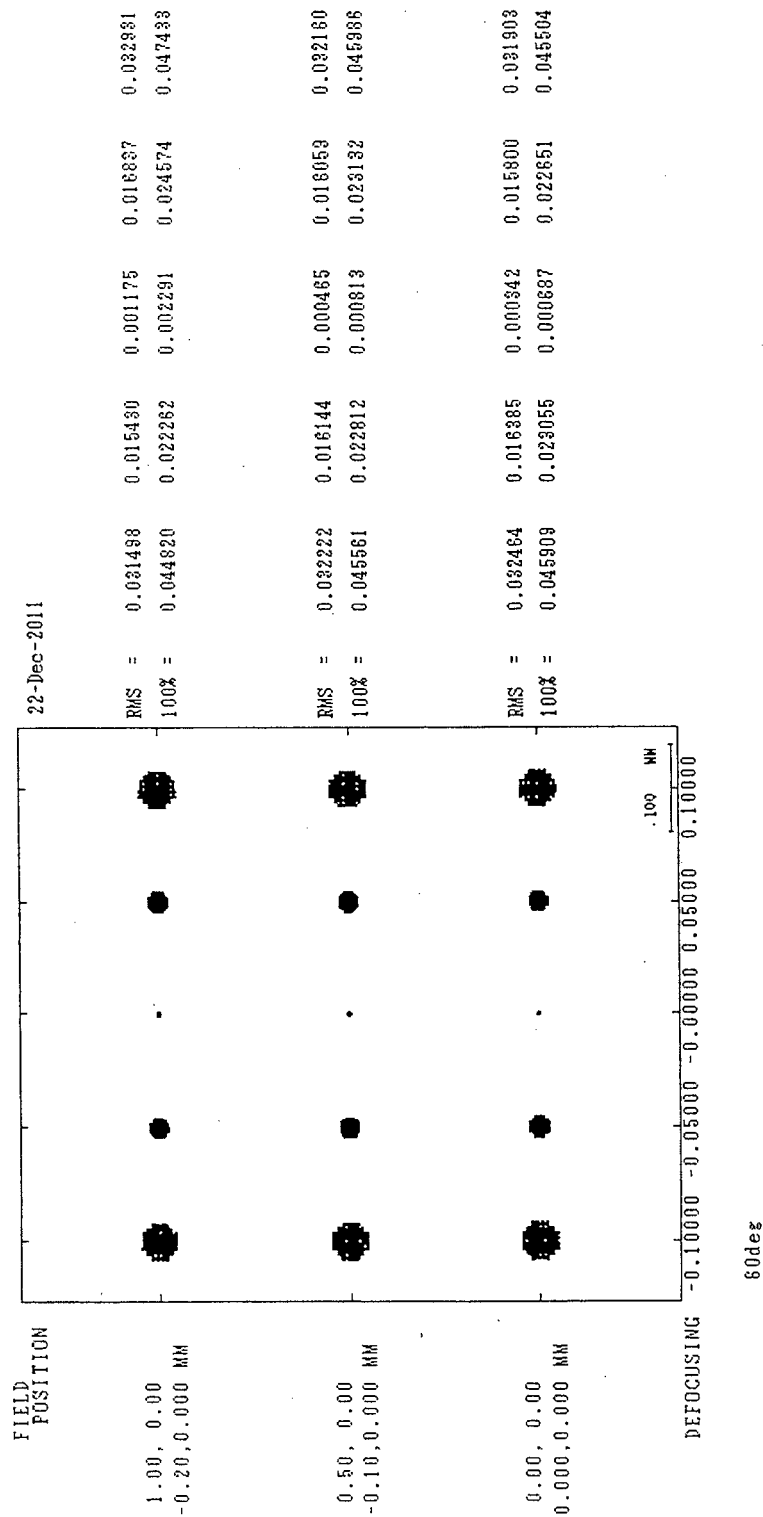 22-Dec-2011
FIELD
POSITION
1.00, 0.00
-0.20,0.000 MM
RMS = 0.031498 0.015430 0.001175 0.016837 0.032931
100% = 0.044820 0.022262 0.002291 0.024574 0.047433
0.50, 0.00
-0.10,0.000 MM
RMS = 0.032222 0.016144 0.000465 0.016059 0.032160
100% = 0.045561 0.022812 0.000813 0.023132 0.045986
0.00, 0.00
0.000,0.000 MM
RMS = 0.032464 0.016385 0.000342 0.015800 0.031903
100% = 0.045909 0.023055 0.000687 0.022651 0.045504
.100 MM
DEFOCUSING -0.10000 -0.05000 -0.00000 0.05000 0.10000
80deg